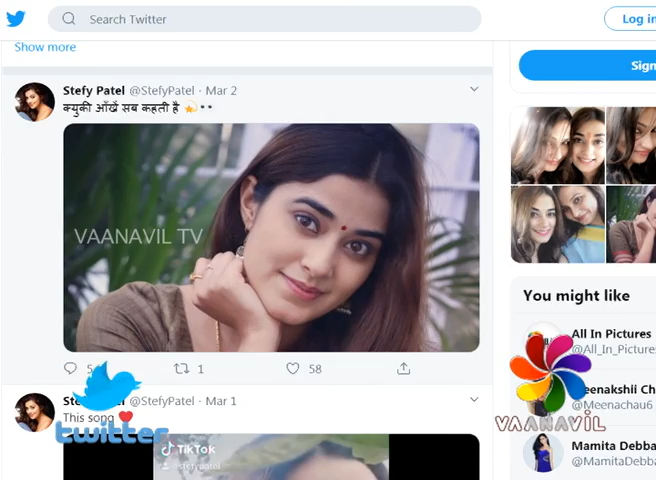 Search Twitter
Log in
Show more
Sign
Stefy Patel @StefyPatel · Mar 2
क्युकी आँखें सब कहती है 💫👀
VAANAVIL TV
1
58
@StefyPatel · Mar 1
This song ❤️
twitter
TikTok
@stefypatel
You might like
All In Pictures
@All_In_Picture
eenakshii Ch
@Meenachau6
VAANAVIL
Mamita Debba
@MamitaDebba